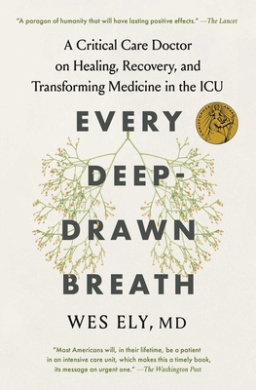 "A paragon of humanity that will have lasting positive effects." —The Lancet
A Critical Care Doctor
on Healing, Recovery, and
Transforming Medicine in the ICU
EVERY
DEEP-
DRAWN
BREATH
WES ELY, MD
"Most Americans will, in their lifetime, be a patient
in an intensive care unit, which makes this a timely book,
its message an urgent one." —The Washington Post